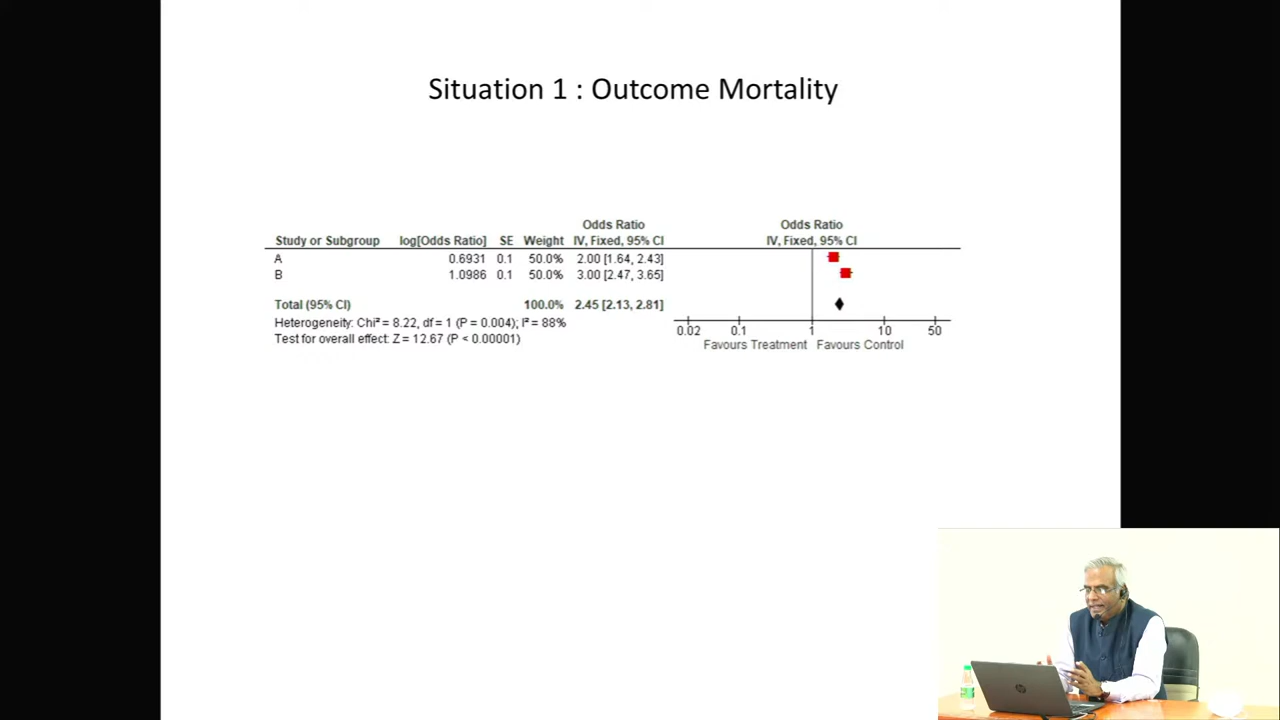 Situation 1 : Outcome Mortality
Odds Ratio Odds Ratio
Study or Subgroup log[Odds Ratio] SE Weight IV, Fixed, 95% CI IV, Fixed, 95% CI
A 0.6931 0.1 50.0% 2.00 [1.64, 2.43]
B 1.0986 0.1 50.0% 3.00 [2.47, 3.65]
Total (95% CI) 100.0% 2.45 [2.13, 2.81]
Heterogeneity: Chi² = 8.22, df = 1 (P = 0.004); I² = 88%
Test for overall effect: Z = 12.67 (P < 0.00001)
0.02 0.1 1 10 50
Favours Treatment Favours Control